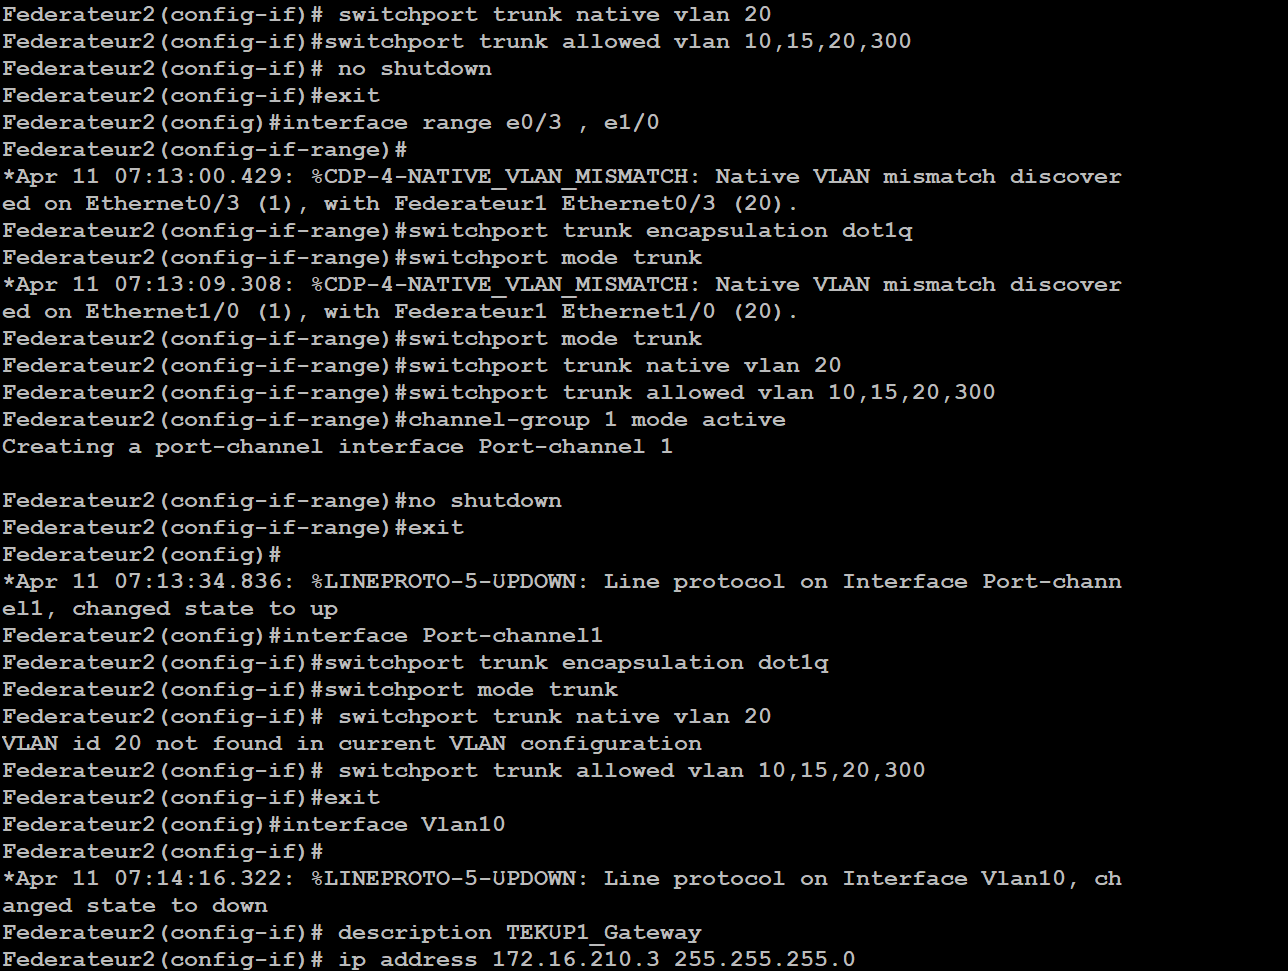 Federateur2(config-if)# switchport trunk native vlan 20
Federateur2(config-if)#switchport trunk allowed vlan 10,15,20,300
Federateur2(config-if)# no shutdown
Federateur2(config-if)#exit
Federateur2(config)#interface range e0/3 , e1/0
Federateur2(config-if-range)#
*Apr 11 07:13:00.429: %CDP-4-NATIVE_VLAN_MISMATCH: Native VLAN mismatch discover
ed on Ethernet0/3 (1), with Federateur1 Ethernet0/3 (20).
Federateur2(config-if-range)#switchport trunk encapsulation dot1q
Federateur2(config-if-range)#switchport mode trunk
*Apr 11 07:13:09.308: %CDP-4-NATIVE_VLAN_MISMATCH: Native VLAN mismatch discover
ed on Ethernet1/0 (1), with Federateur1 Ethernet1/0 (20).
Federateur2(config-if-range)#switchport mode trunk
Federateur2(config-if-range)#switchport trunk native vlan 20
Federateur2(config-if-range)#switchport trunk allowed vlan 10,15,20,300
Federateur2(config-if-range)#channel-group 1 mode active
Creating a port-channel interface Port-channel 1
Federateur2(config-if-range)#no shutdown
Federateur2(config-if-range)#exit
Federateur2(config)#
*Apr 11 07:13:34.836: %LINEPROTO-5-UPDOWN: Line protocol on Interface Port-chann
el1, changed state to up
Federateur2(config)#interface Port-channel1
Federateur2(config-if)#switchport trunk encapsulation dot1q
Federateur2(config-if)#switchport mode trunk
Federateur2(config-if)# switchport trunk native vlan 20
VLAN id 20 not found in current VLAN configuration
Federateur2(config-if)# switchport trunk allowed vlan 10,15,20,300
Federateur2(config-if)#exit
Federateur2(config)#interface Vlan10
Federateur2(config-if)#
*Apr 11 07:14:16.322: %LINEPROTO-5-UPDOWN: Line protocol on Interface Vlan10, ch
anged state to down
Federateur2(config-if)# description TEKUP1_Gateway
Federateur2(config-if)# ip address 172.16.210.3 255.255.255.0